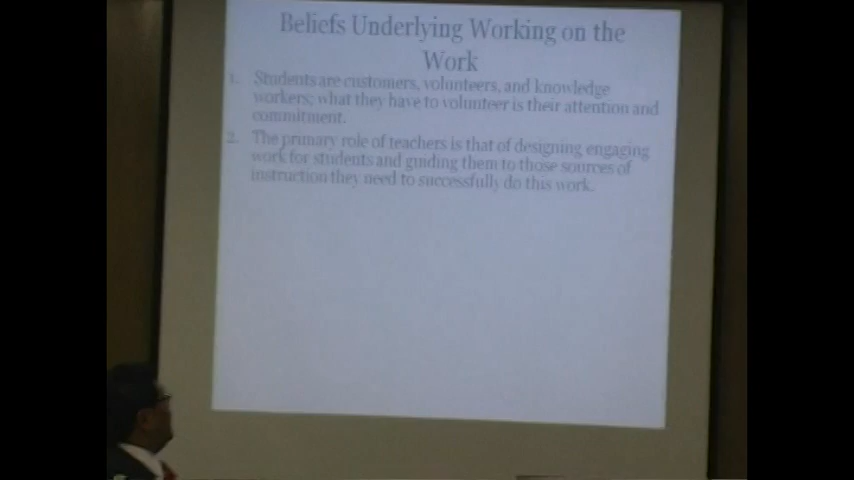 Beliefs Underlying Working on the
Work
1. Students are customers, volunteers, and knowledge
workers; what they have to volunteer is their attention and
commitment.
2. The primary role of teachers is that of designing engaging
work for students and guiding them to those sources of
instruction they need to successfully do this work.